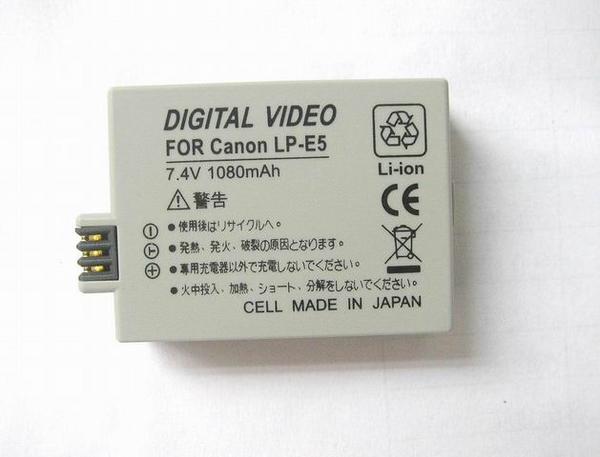 DIGITAL VIDEO
FOR Canon LP-E5
7.4V 1080mAh
Li-ion
警告
●使用後はリサイクルへ。
●発熱、発火、破裂の原因となります。
●専用充電器以外で充電しないでください。
●火中投入、加熱、ショート、分解をしないでください。
CELL MADE IN JAPAN
CE